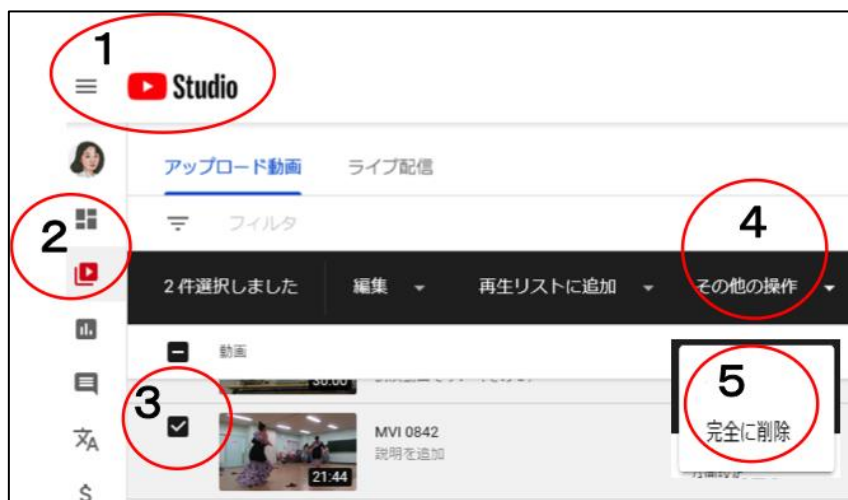 1
Studio
アップロード動画
ライブ配信
2
フィルタ
4
2 件選択しました
編集
再生リストに追加
その他の操作
動画
30:00
5
完全に削除
3
MVI 0842
説明を追加
21:44